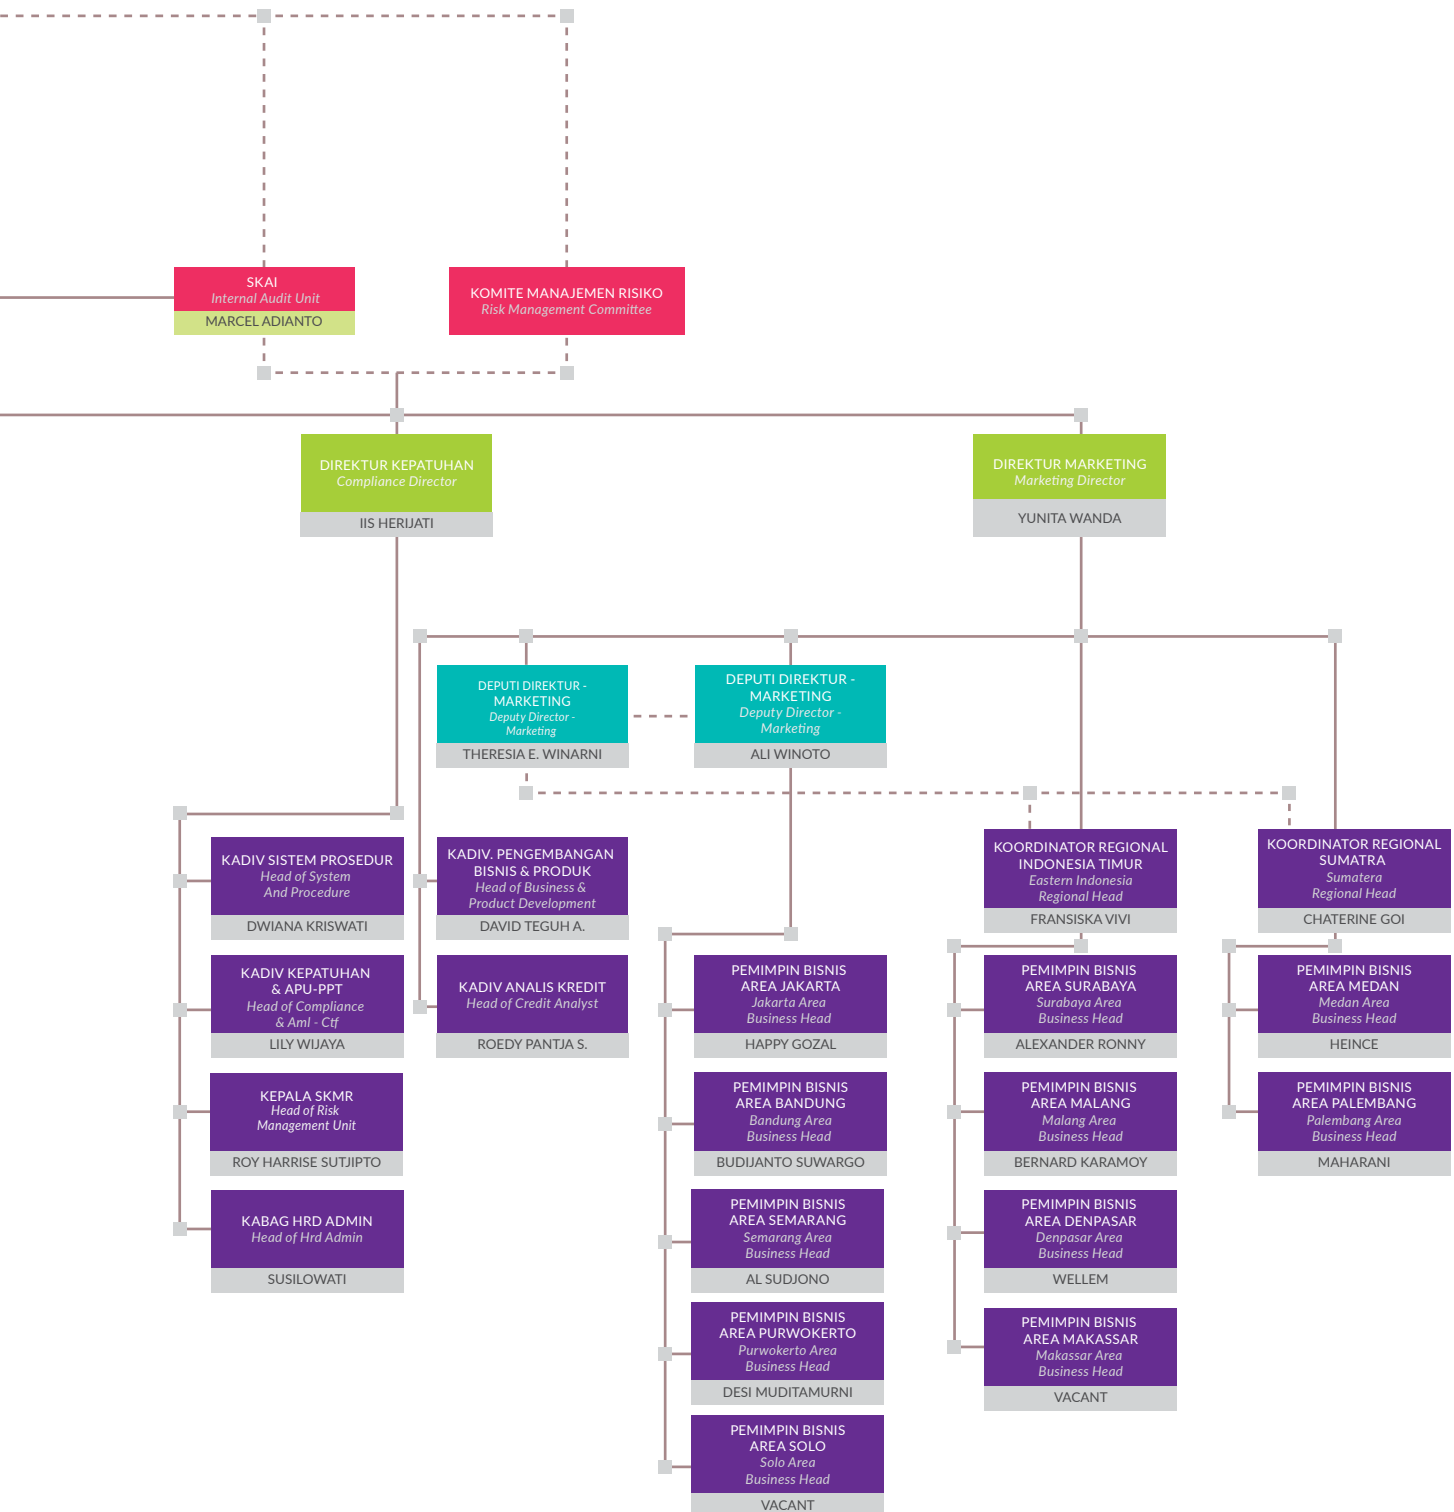 SKAI
Internal Audit Unit
MARCEL ADIANTO
KOMITE MANAJEMEN RISIKO
Risk Management Committee
DIREKTUR KEPATUHAN
Compliance Director
IIS HERIJATI
DIREKTUR MARKETING
Marketing Director
YUNITA WANDA
DEPUTI DIREKTUR -
MARKETING
Deputy Director -
Marketing
THERESIA E. WINARNI
DEPUTI DIREKTUR -
MARKETING
Deputy Director -
Marketing
ALI WINOTO
KADIV SISTEM PROSEDUR
Head of System
And Procedure
DWIANA KRISWATI
KADIV KEPATUHAN
& APU-PPT
Head of Compliance
& Aml - Ctf
LILY WIJAYA
KEPALA SKMR
Head of Risk
Management Unit
ROY HARRISE SUTJIPTO
KABAG HRD ADMIN
Head of Hrd Admin
SUSILOWATI
KADIV. PENGEMBANGAN
BISNIS & PRODUK
Head of Business &
Product Development
DAVID TEGUH A.
KADIV ANALIS KREDIT
Head of Credit Analyst
ROEDY PANTJA S.
PEMIMPIN BISNIS
AREA JAKARTA
Jakarta Area
Business Head
HAPPY GOZAL
PEMIMPIN BISNIS
AREA BANDUNG
Bandung Area
Business Head
BUDIJANTO SUWARGO
PEMIMPIN BISNIS
AREA SEMARANG
Semarang Area
Business Head
AL SUDJONO
PEMIMPIN BISNIS
AREA PURWOKERTO
Purwokerto Area
Business Head
DESI MUDITAMURNI
PEMIMPIN BISNIS
AREA SOLO
Solo Area
Business Head
VACANT
KOORDINATOR REGIONAL
INDONESIA TIMUR
Eastern Indonesia
Regional Head
FRANSISKA VIVI
PEMIMPIN BISNIS
AREA SURABAYA
Surabaya Area
Business Head
ALEXANDER RONNY
PEMIMPIN BISNIS
AREA MALANG
Malang Area
Business Head
BERNARD KARAMOY
PEMIMPIN BISNIS
AREA DENPASAR
Denpasar Area
Business Head
WELLEM
PEMIMPIN BISNIS
AREA MAKASSAR
Makassar Area
Business Head
VACANT
KOORDINATOR REGIONAL
SUMATRA
Sumatera
Regional Head
CHATERINE GOI
PEMIMPIN BISNIS
AREA MEDAN
Medan Area
Business Head
HEINCE
PEMIMPIN BISNIS
AREA PALEMBANG
Palembang Area
Business Head
MAHARANI